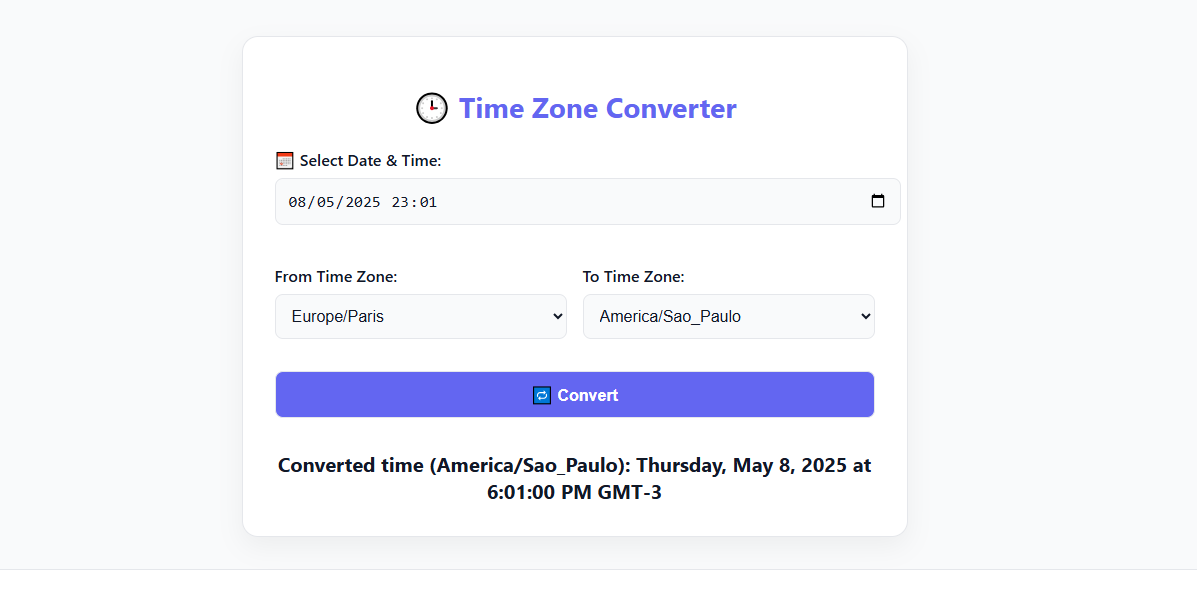 🕒 Time Zone Converter
📅 Select Date & Time:
08/05/2025 23:01
From Time Zone:
To Time Zone:
Europe/Paris
America/Sao_Paulo
🔁 Convert
Converted time (America/Sao_Paulo): Thursday, May 8, 2025 at
6:01:00 PM GMT-3